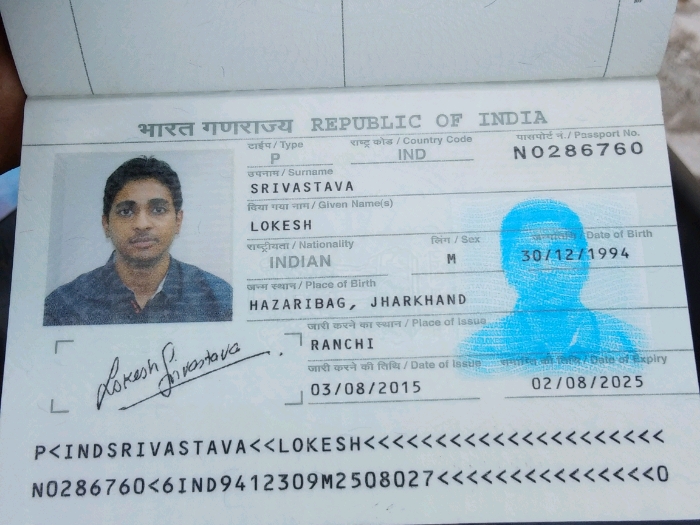 भारत गणराज्य REPUBLIC OF INDIA
टाईप / Type राष्ट्र कोड / Country Code पासपोर्ट नं. / Passport No.
P IND N0286760
उपनाम / Surname
SRIVASTAVA
दिया गया नाम / Given Name(s)
LOKESH
राष्ट्रीयता / Nationality लिंग / Sex जन्मतिथि / Date of Birth
INDIAN M 30/12/1994
जन्म स्थान / Place of Birth
HAZARIBAG, JHARKHAND
जारी करने का स्थान / Place of Issue
RANCHI
जारी करने की तिथि / Date of Issue समाप्ति की तिथि / Date of Expiry
03/08/2015 02/08/2025
Lokesh P. Srivastava
P<INDSRIVASTAVA<<LOKESH<<<<<<<<<<<<<<<<<<<<<
N0286760<6IND9412309M2508027<<<<<<<<<<<<<<<0